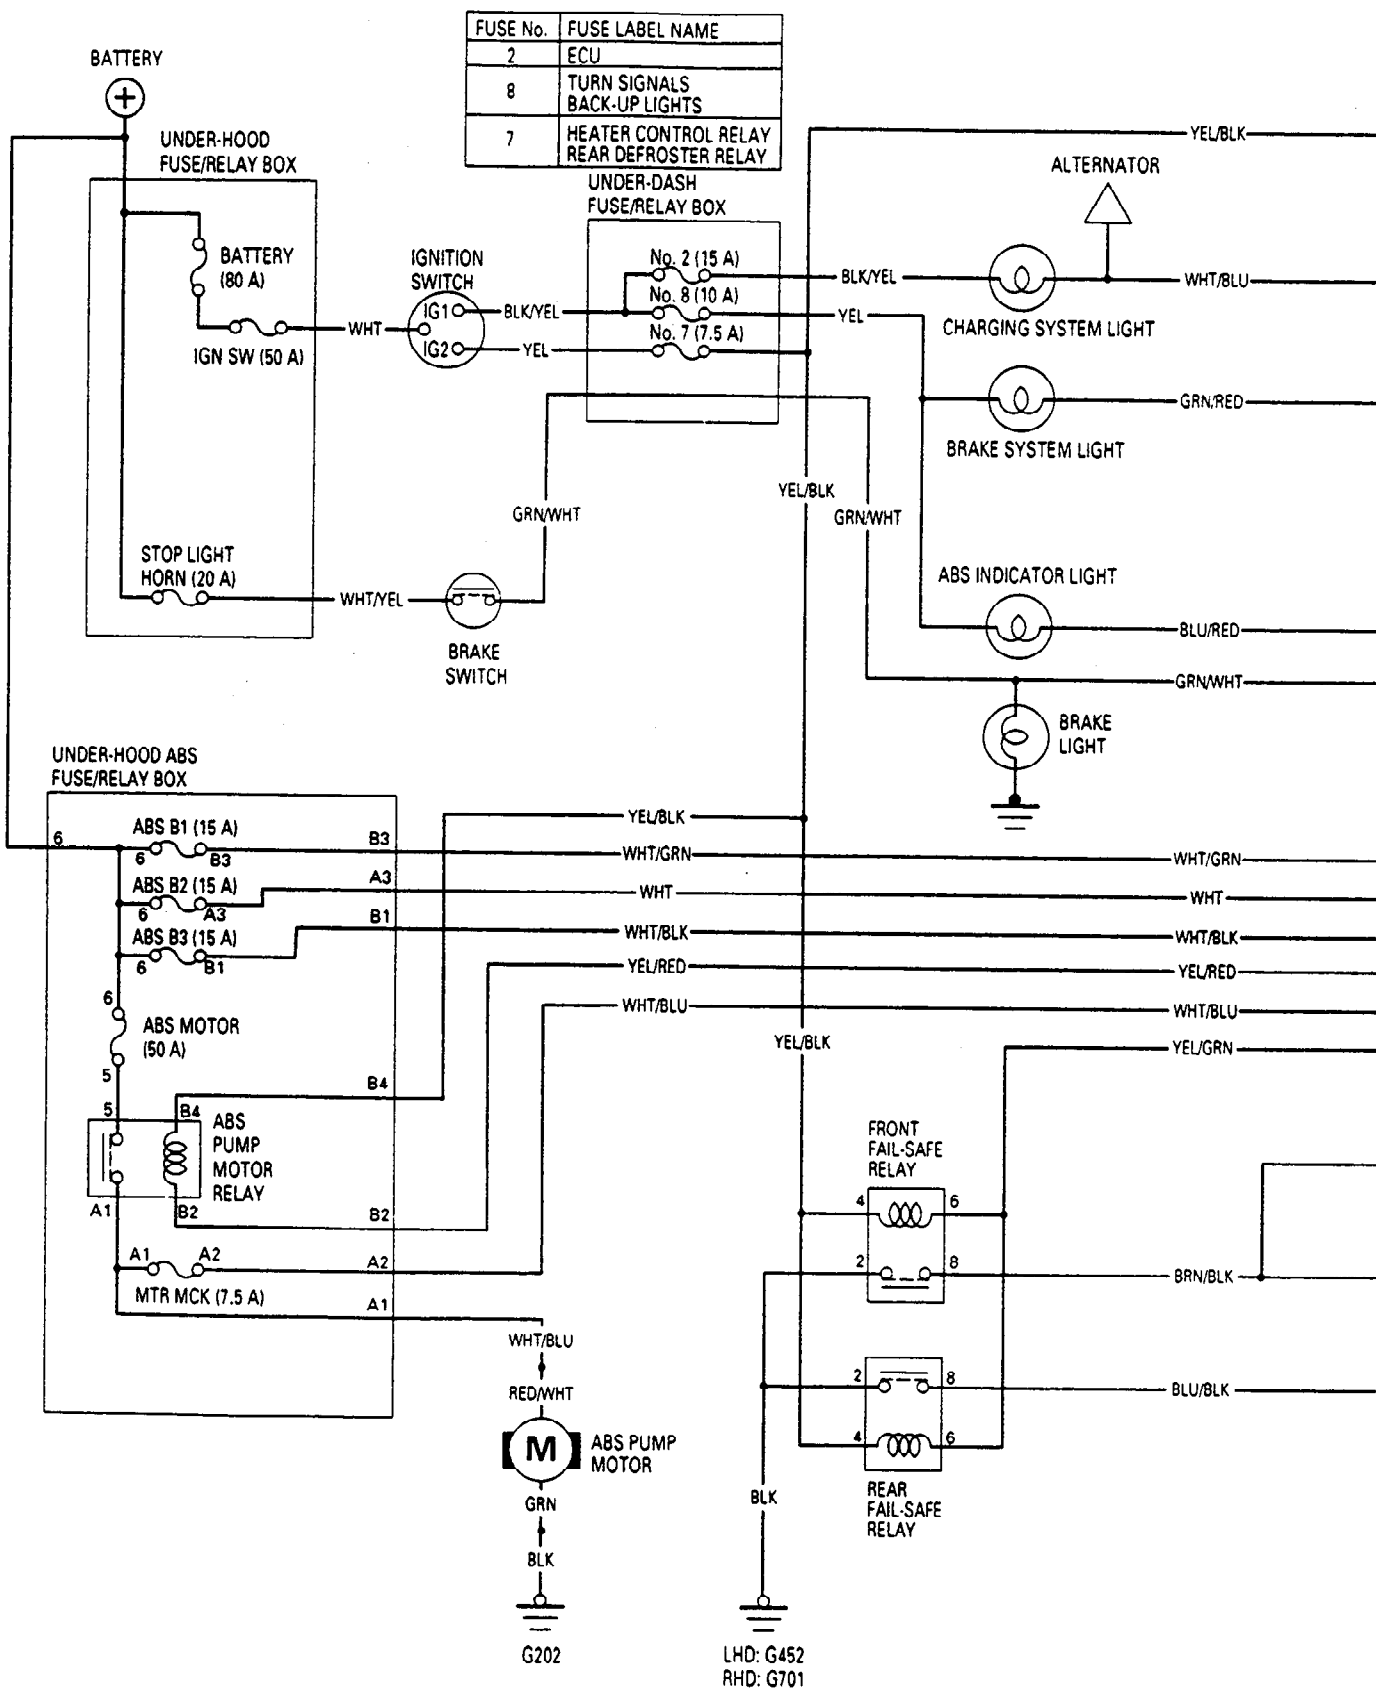 FUSE No. FUSE LABEL NAME
2 ECU
8 TURN SIGNALS
BACK-UP LIGHTS
7 HEATER CONTROL RELAY
REAR DEFROSTER RELAY
BATTERY
+
UNDER-HOOD
FUSE/RELAY BOX
BATTERY
(80 A)
IGN SW (50 A)
WHT
IGNITION
SWITCH
IG1
IG2
BLK/YEL
YEL
UNDER-DASH
FUSE/RELAY BOX
No. 2 (15 A)
No. 8 (10 A)
No. 7 (7.5 A)
YEL/BLK
ALTERNATOR
BLK/YEL
WHT/BLU
CHARGING SYSTEM LIGHT
YEL
GRN/RED
BRAKE SYSTEM LIGHT
YEL/BLK
GRN/WHT
GRN/WHT
STOP LIGHT
HORN (20 A)
WHT/YEL
BRAKE
SWITCH
ABS INDICATOR LIGHT
BLU/RED
GRN/WHT
BRAKE
LIGHT
UNDER-HOOD ABS
FUSE/RELAY BOX
6
ABS B1 (15 A)
6
B3
B3
YEL/BLK
WHT/GRN
WHT/GRN
ABS B2 (15 A)
6
A3
A3
WHT
WHT
ABS B3 (15 A)
6
B1
B1
WHT/BLK
WHT/BLK
YEL/RED
YEL/RED
6
ABS MOTOR
(50 A)
5
WHT/BLU
WHT/BLU
YEL/BLK
YEL/GRN
B4
5
B4
ABS
PUMP
MOTOR
RELAY
A1
B2
B2
A1
A2
A2
MTR MCK (7.5 A)
A1
WHT/BLU
RED/WHT
M
ABS PUMP
MOTOR
GRN
BLK
G202
FRONT
FAIL-SAFE
RELAY
4
6
2
8
BRN/BLK
2
8
BLU/BLK
4
6
REAR
FAIL-SAFE
RELAY
BLK
LHD: G452
RHD: G701